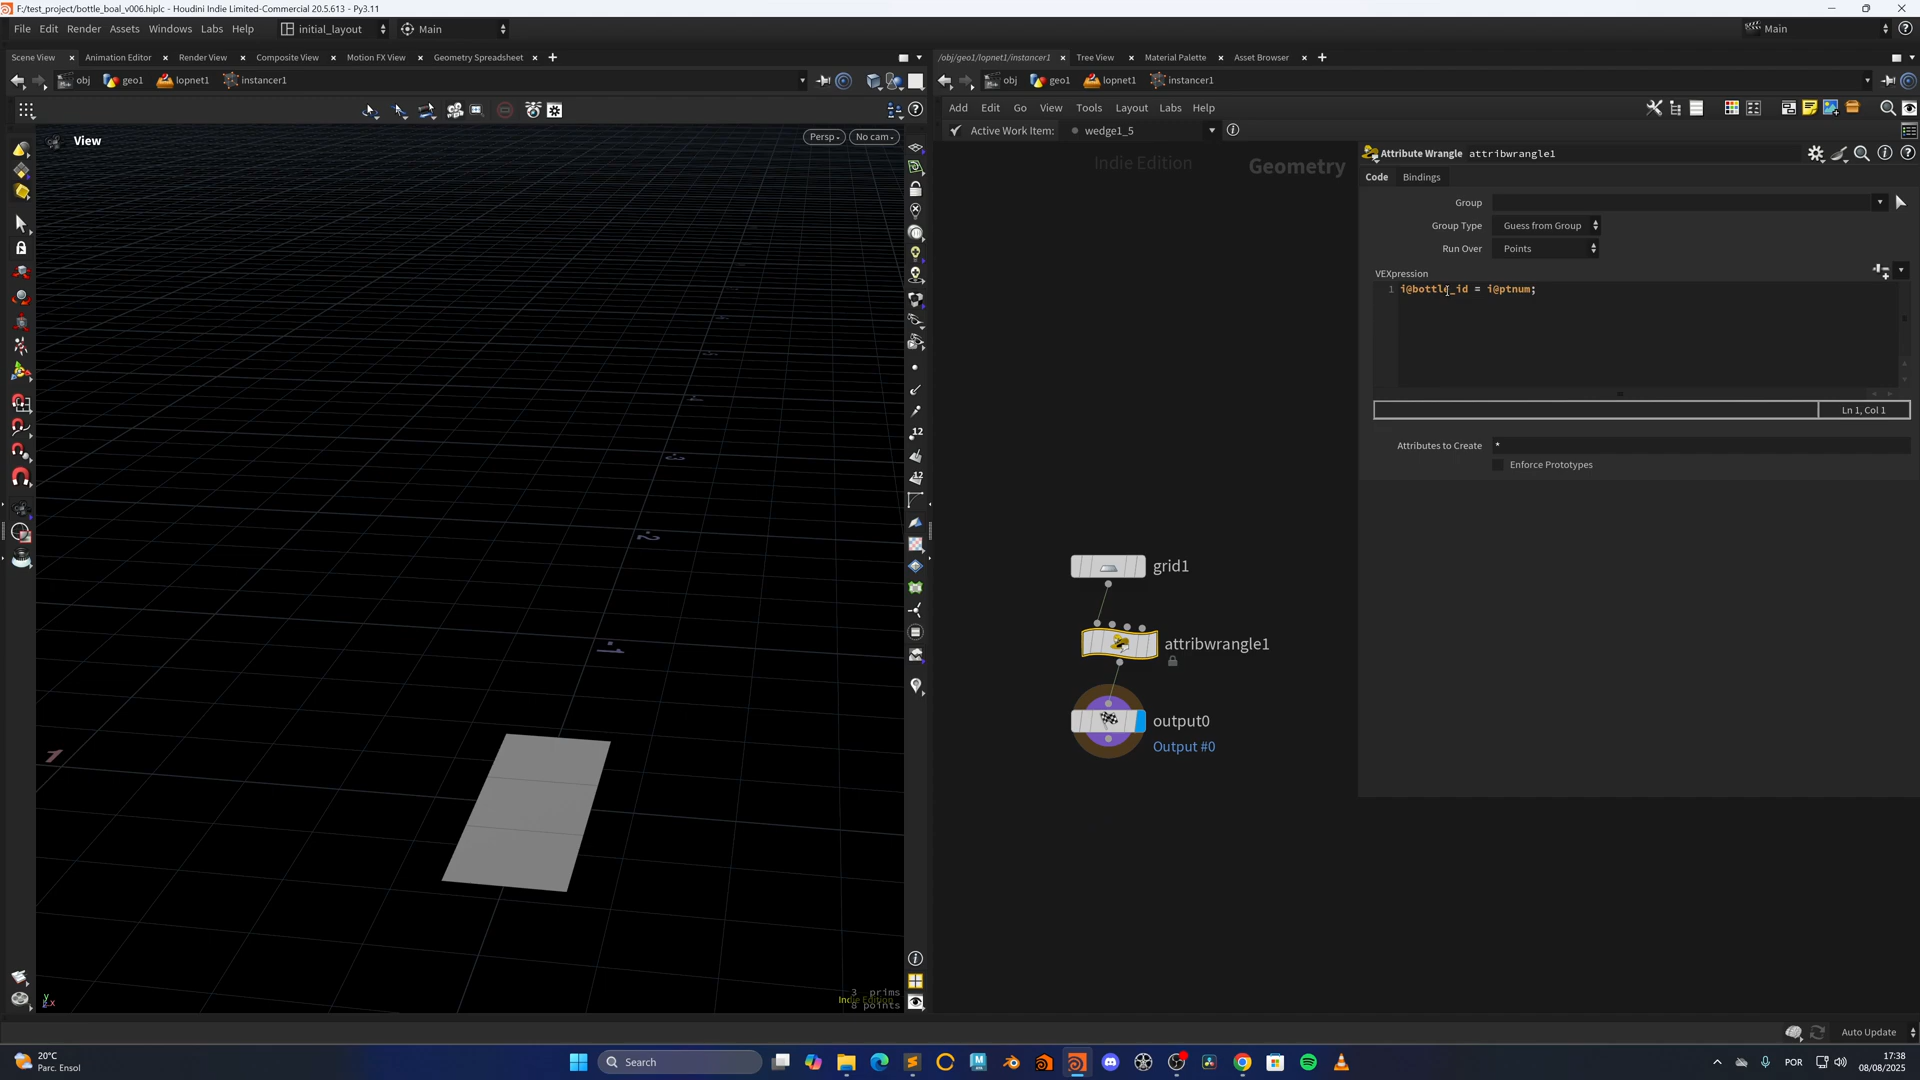 F:/test_project/bottle_boal_v006.hiplc - Houdini Indie Limited-Commercial 20.5.613 - Py3.11
File Edit Render Assets Windows Labs Help initial_layout Main Main
Scene View Animation Editor Render View Composite View Motion FX View Geometry Spreadsheet
/obj/geo1/lopnet1/instancer1 Tree View Material Palette Asset Browser
obj geo1 lopnet1 instancer1
obj geo1 lopnet1 instancer1
Add Edit Go View Tools Layout Labs Help
View
Persp
No cam
Active Work Item: wedge1_5
Indie Edition
Geometry
Attribute Wrangle attribwrangle1
Code Bindings
Group
Group Type Guess from Group
Run Over Points
VEXpression
1 i@bottle_id = i@ptnum;
Ln 1, Col 1
Attributes to Create *
Enforce Prototypes
12
12
grid1
attribwrangle1
output0
Output #0
3 prims
Indie Edition
8 points
Auto Update
20°C
Parc. Ensol
Search
POR
17:38
08/08/2025